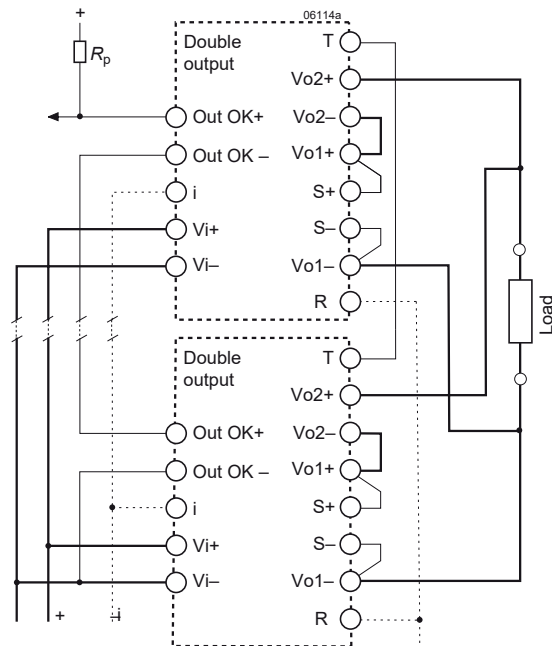 06114a
+
Rp
Double
output
T
Vo2+
Out OK+
Vo2–
Out OK –
Vo1+
i
S+
Vi+
S–
Vi–
Vo1–
R
Load
Double
output
T
Vo2+
Out OK+
Vo2–
Out OK –
Vo1+
i
S+
Vi+
S–
Vi–
Vo1–
+
R